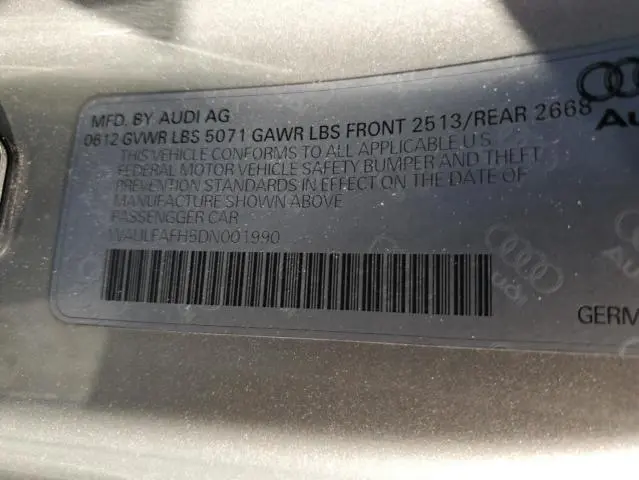 MFD. BY AUDI AG
0612 GVWR LBS 5071 GAWR LBS FRONT 2513/REAR 2668
THIS VEHICLE CONFORMS TO ALL APPLICABLE U S
FEDERAL MOTOR VEHICLE SAFETY BUMPER AND THEFT
PREVENTION STANDARDS IN EFFECT ON THE DATE OF
MANUFACTURE SHOWN ABOVE
PASSENGGER CAR
WAULFAFH5DN001990
Au
GERM